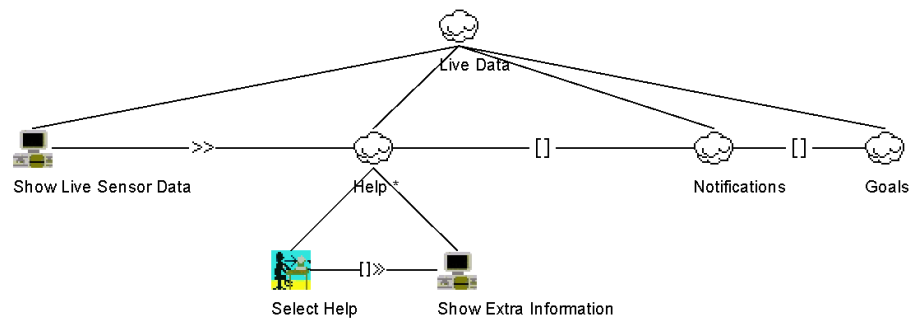 Live Data
>>
[]
[]
Show Live Sensor Data
Help *
Notifications
Goals
[]>>
Select Help
Show Extra Information